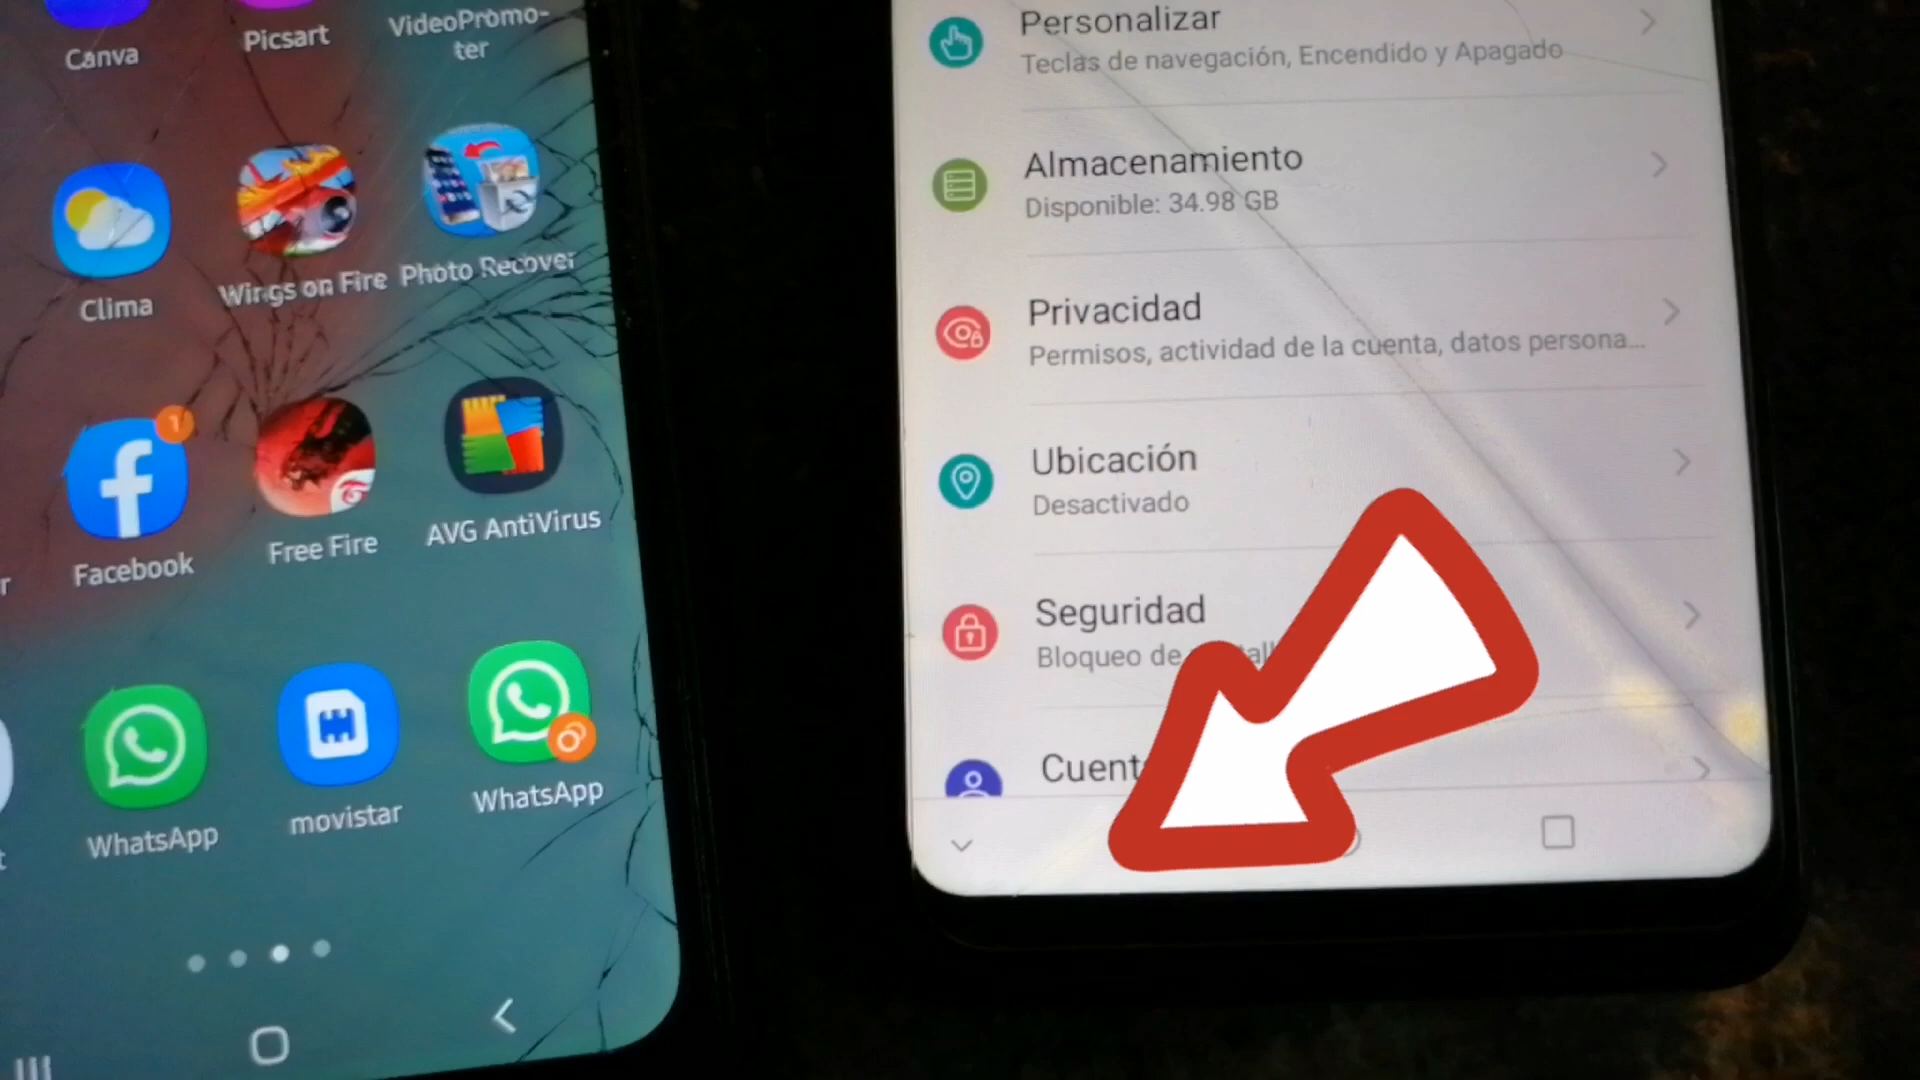 Canva
Picsart
VideoPromo-
ter
Clima
Wings on Fire
Photo Recover
Facebook
1
Free Fire
AVG AntiVirus
WhatsApp
movistar
WhatsApp
Personalizar
Teclas de navegación, Encendido y Apagado
Almacenamiento
Disponible: 34.98 GB
Privacidad
Permisos, actividad de la cuenta, datos persona...
Ubicación
Desactivado
Seguridad
Bloqueo de
Cuent